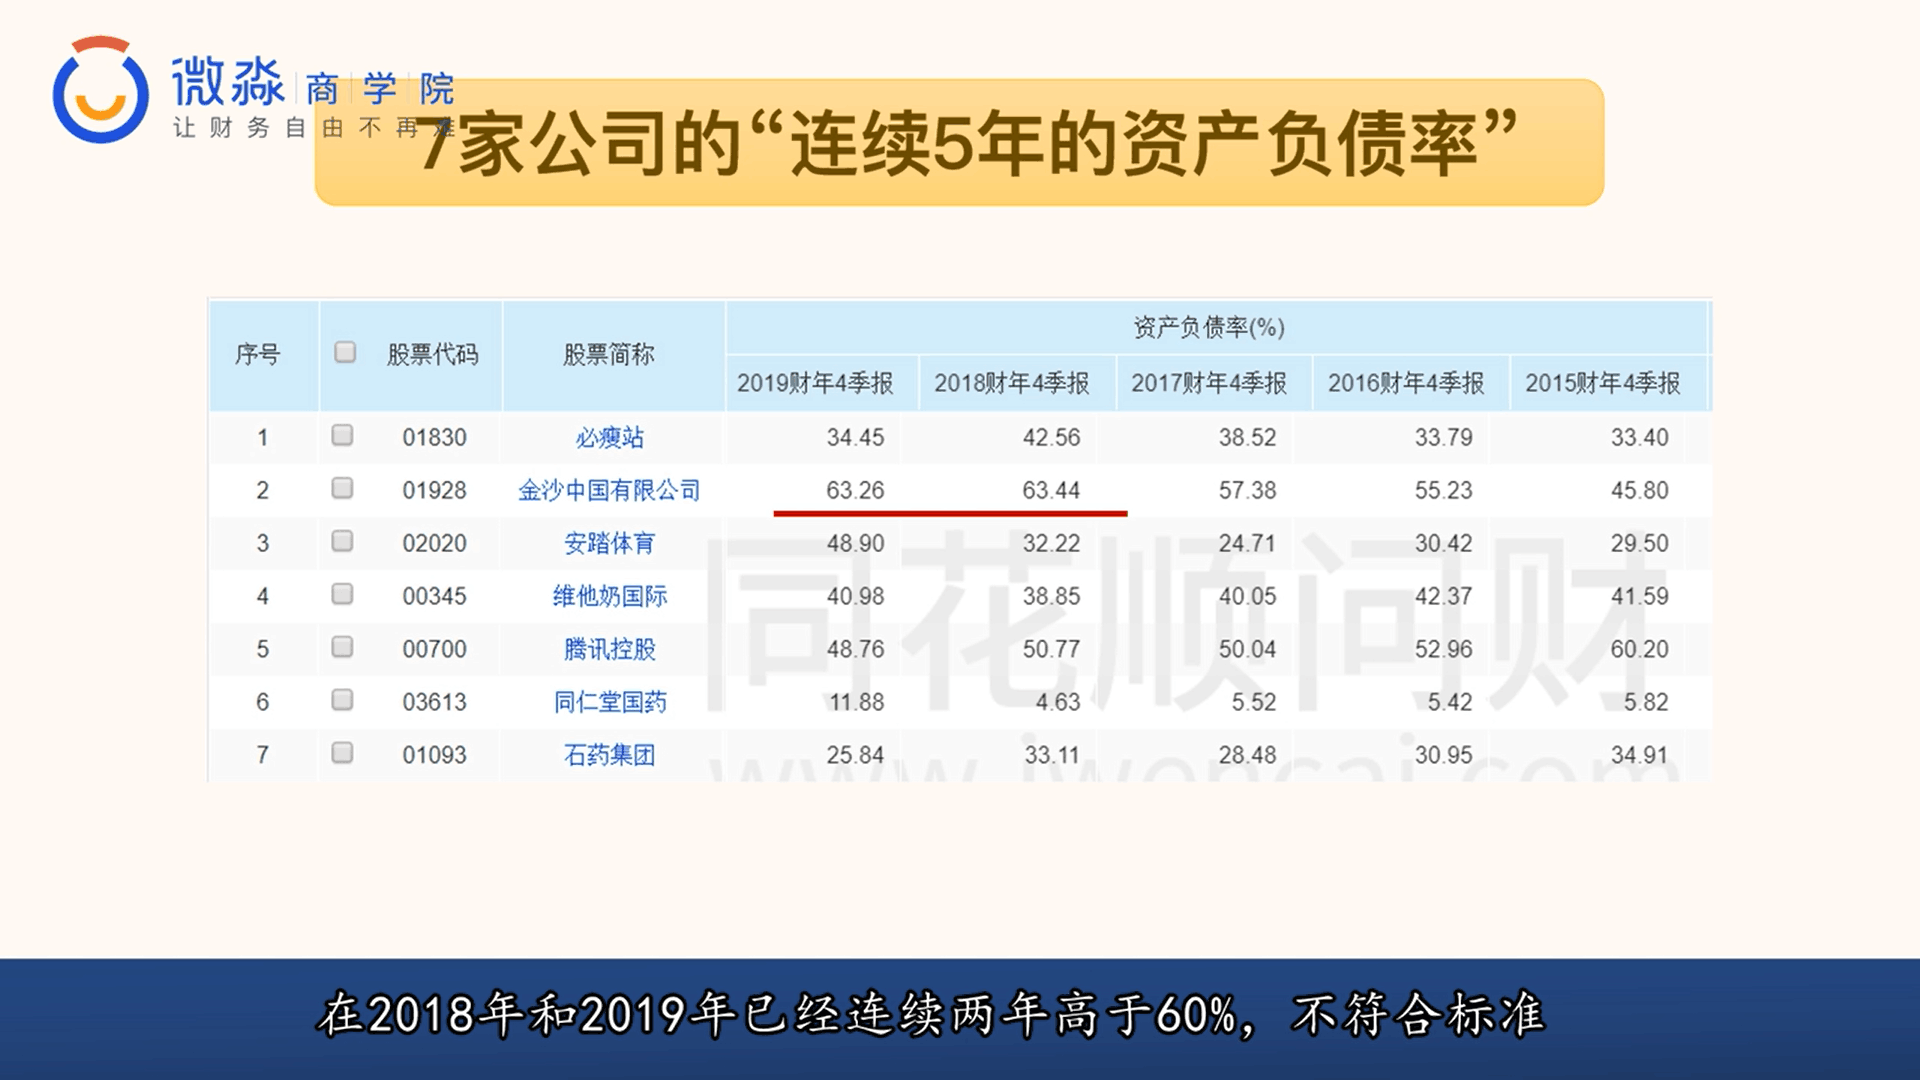 微淼 商学院
让财务自由不再难
7家公司的“连续5年的资产负债率”
序号 股票代码 股票简称 资产负债率(%)
2019财年4季报 2018财年4季报 2017财年4季报 2016财年4季报 2015财年4季报
1 01830 必瘦站 34.45 42.56 38.52 33.79 33.40
2 01928 金沙中国有限公司 63.26 63.44 57.38 55.23 45.80
3 02020 安踏体育 48.90 32.22 24.71 30.42 29.50
4 00345 维他奶国际 40.98 38.85 40.05 42.37 41.59
5 00700 腾讯控股 48.76 50.77 50.04 52.96 60.20
6 03613 同仁堂国药 11.88 4.63 5.52 5.42 5.82
7 01093 石药集团 25.84 33.11 28.48 30.95 34.91
同花顺问财
www.iwencai.com
在2018年和2019年已经连续两年高于60%，不符合标准